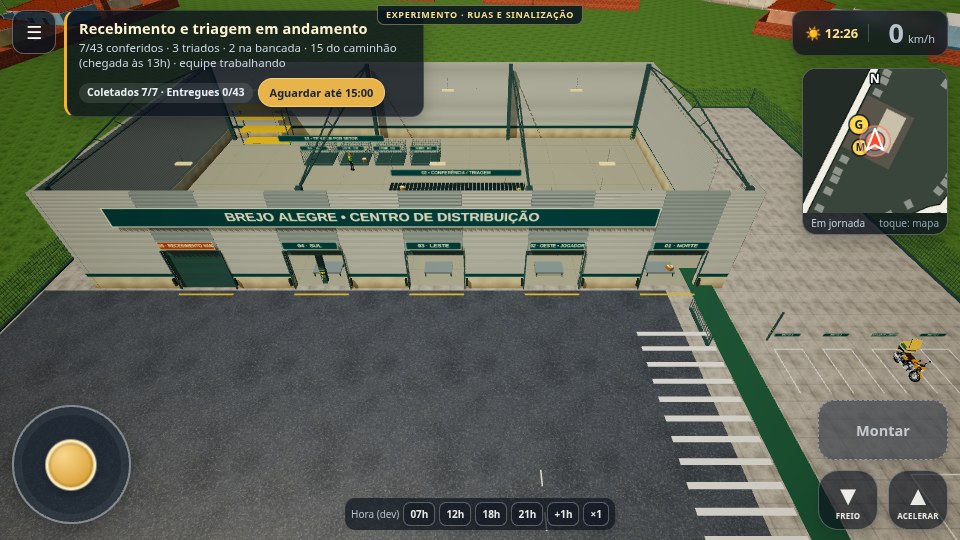 EXPERIMENTO · RUAS E SINALIZAÇÃO
☰
Recebimento e triagem em andamento
7/43 conferidos · 3 triados · 2 na bancada · 15 do caminhão
(chegada às 13h) · equipe trabalhando
Coletados 7/7 · Entregues 0/43
Aguardar até 15:00
☀ 12:26
0 km/h
N
G
M
Em jornada
toque: mapa
02 • CONFERÊNCIA / TRIAGEM
BREJO ALEGRE • CENTRO DE DISTRIBUIÇÃO
04 • SUL
03 • LESTE
02 • OESTE • JOGADOR
01 • NORTE
Montar
▼
FREIO
▲
ACELERAR
Hora (dev)
07h
12h
18h
21h
+1h
×1